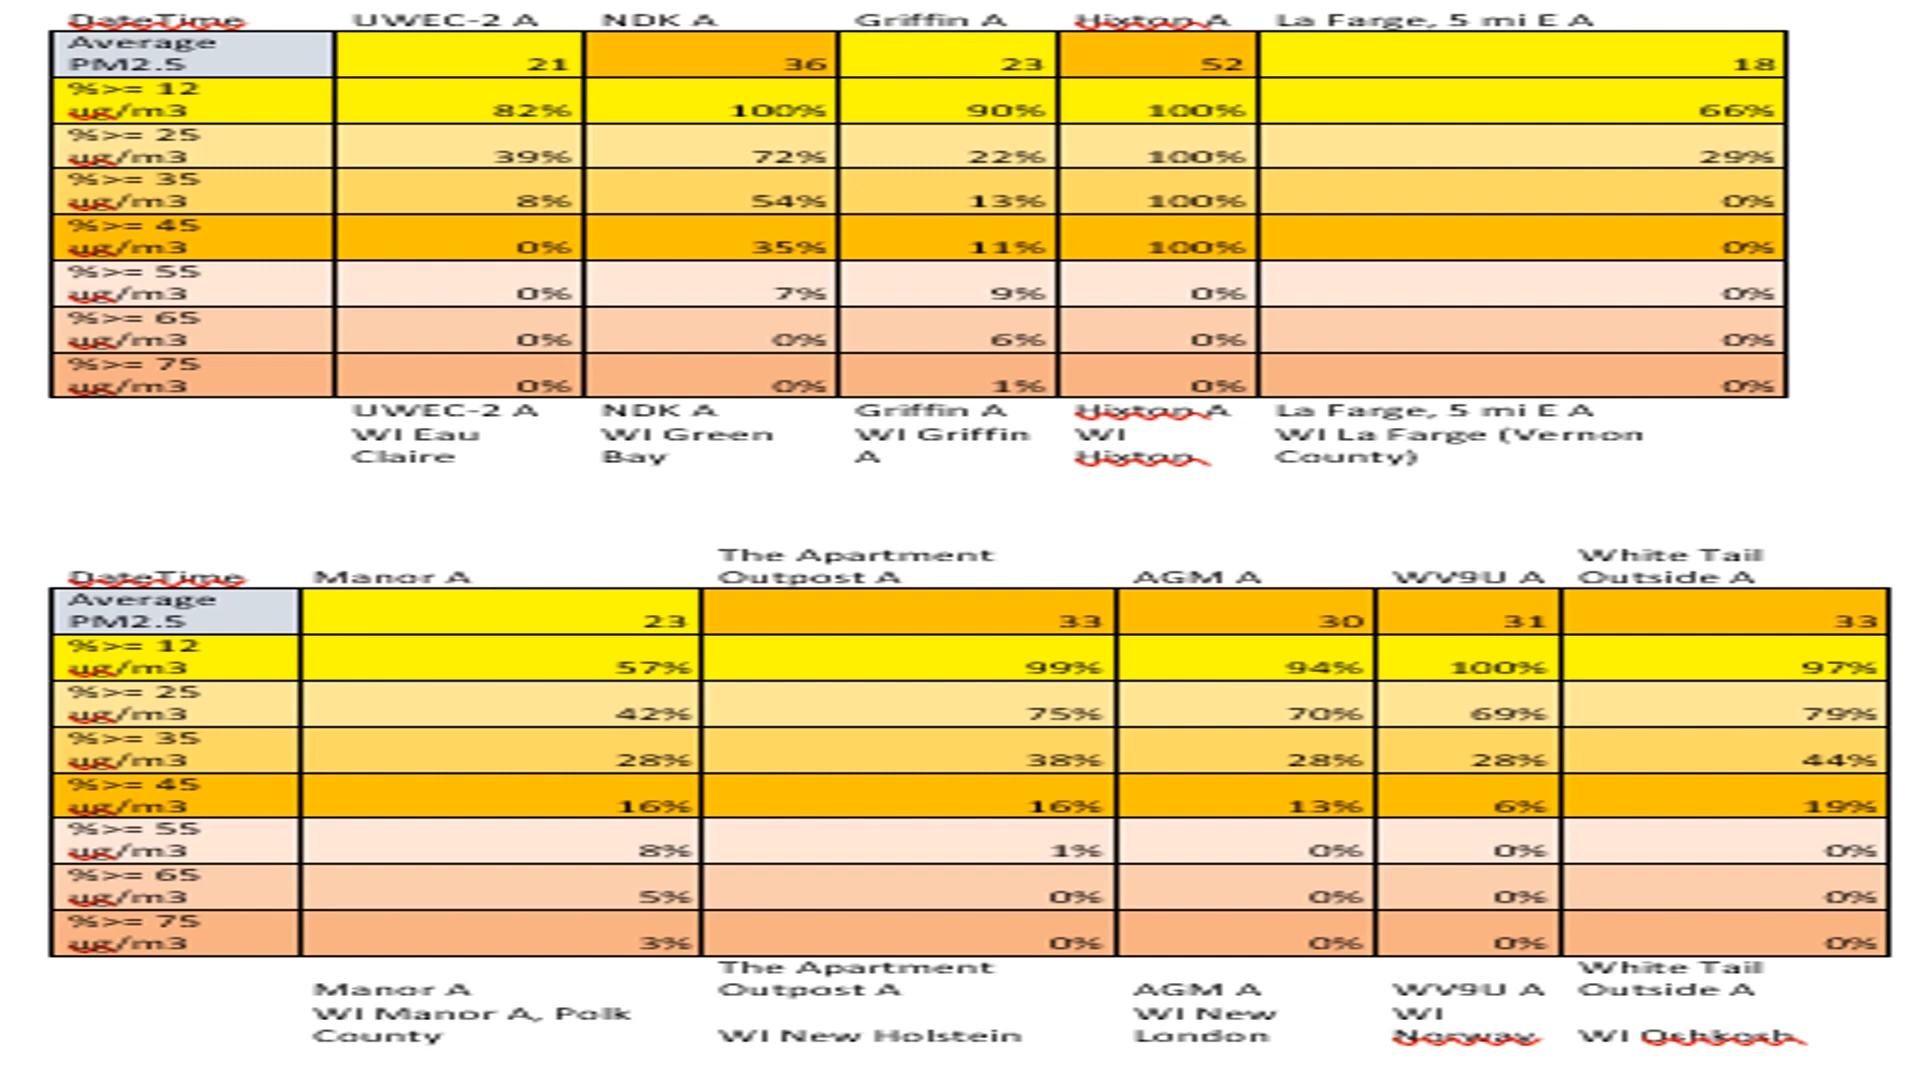 DateTime UWEC-2 A NDK A Griffin A Hixton A La Farge, 5 mi E A
Average
PM2.5 21 36 23 52 18
%>= 12
ug/m3 82% 100% 90% 100% 66%
%>= 25
ug/m3 39% 72% 22% 100% 29%
%>= 35
ug/m3 8% 54% 13% 100% 0%
%>= 45
ug/m3 0% 35% 11% 100% 0%
%>= 55
ug/m3 0% 7% 9% 0% 0%
%>= 65
ug/m3 0% 0% 6% 0% 0%
%>= 75
ug/m3 0% 0% 1% 0% 0%
UWEC-2 A NDK A Griffin A Hixton A La Farge, 5 mi E A
WI Eau WI Green WI Griffin WI WI La Farge (Vernon
Claire Bay A Hixton County)
The Apartment White Tail
DateTime Manor A Outpost A AGM A WV9U A Outside A
Average
PM2.5 23 33 30 31 33
%>= 12
ug/m3 57% 99% 94% 100% 97%
%>= 25
ug/m3 42% 75% 70% 69% 79%
%>= 35
ug/m3 28% 38% 28% 28% 44%
%>= 45
ug/m3 16% 16% 13% 6% 19%
%>= 55
ug/m3 8% 1% 0% 0% 0%
%>= 65
ug/m3 5% 0% 0% 0% 0%
%>= 75
ug/m3 3% 0% 0% 0% 0%
The Apartment White Tail
Manor A Outpost A AGM A WV9U A Outside A
WI Manor A, Polk WI New WI
County WI New Holstein London Norway WI Oshkosh